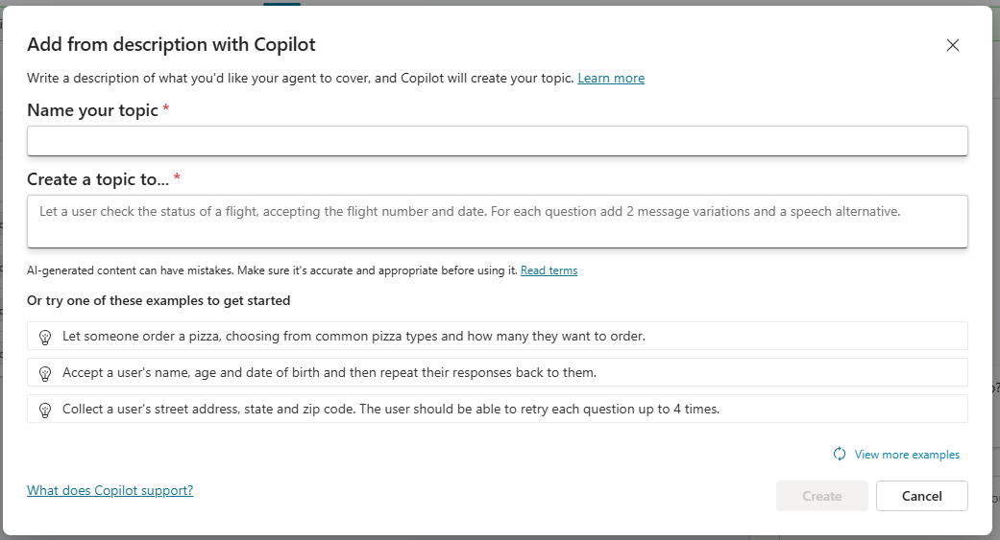 Add from description with Copilot
Write a description of what you'd like your agent to cover, and Copilot will create your topic. Learn more
Name your topic *
Create a topic to... *
Let a user check the status of a flight, accepting the flight number and date. For each question add 2 message variations and a speech alternative.
AI-generated content can have mistakes. Make sure it's accurate and appropriate before using it. Read terms
Or try one of these examples to get started
Let someone order a pizza, choosing from common pizza types and how many they want to order.
Accept a user's name, age and date of birth and then repeat their responses back to them.
Collect a user's street address, state and zip code. The user should be able to retry each question up to 4 times.
View more examples
What does Copilot support?
Create
Cancel